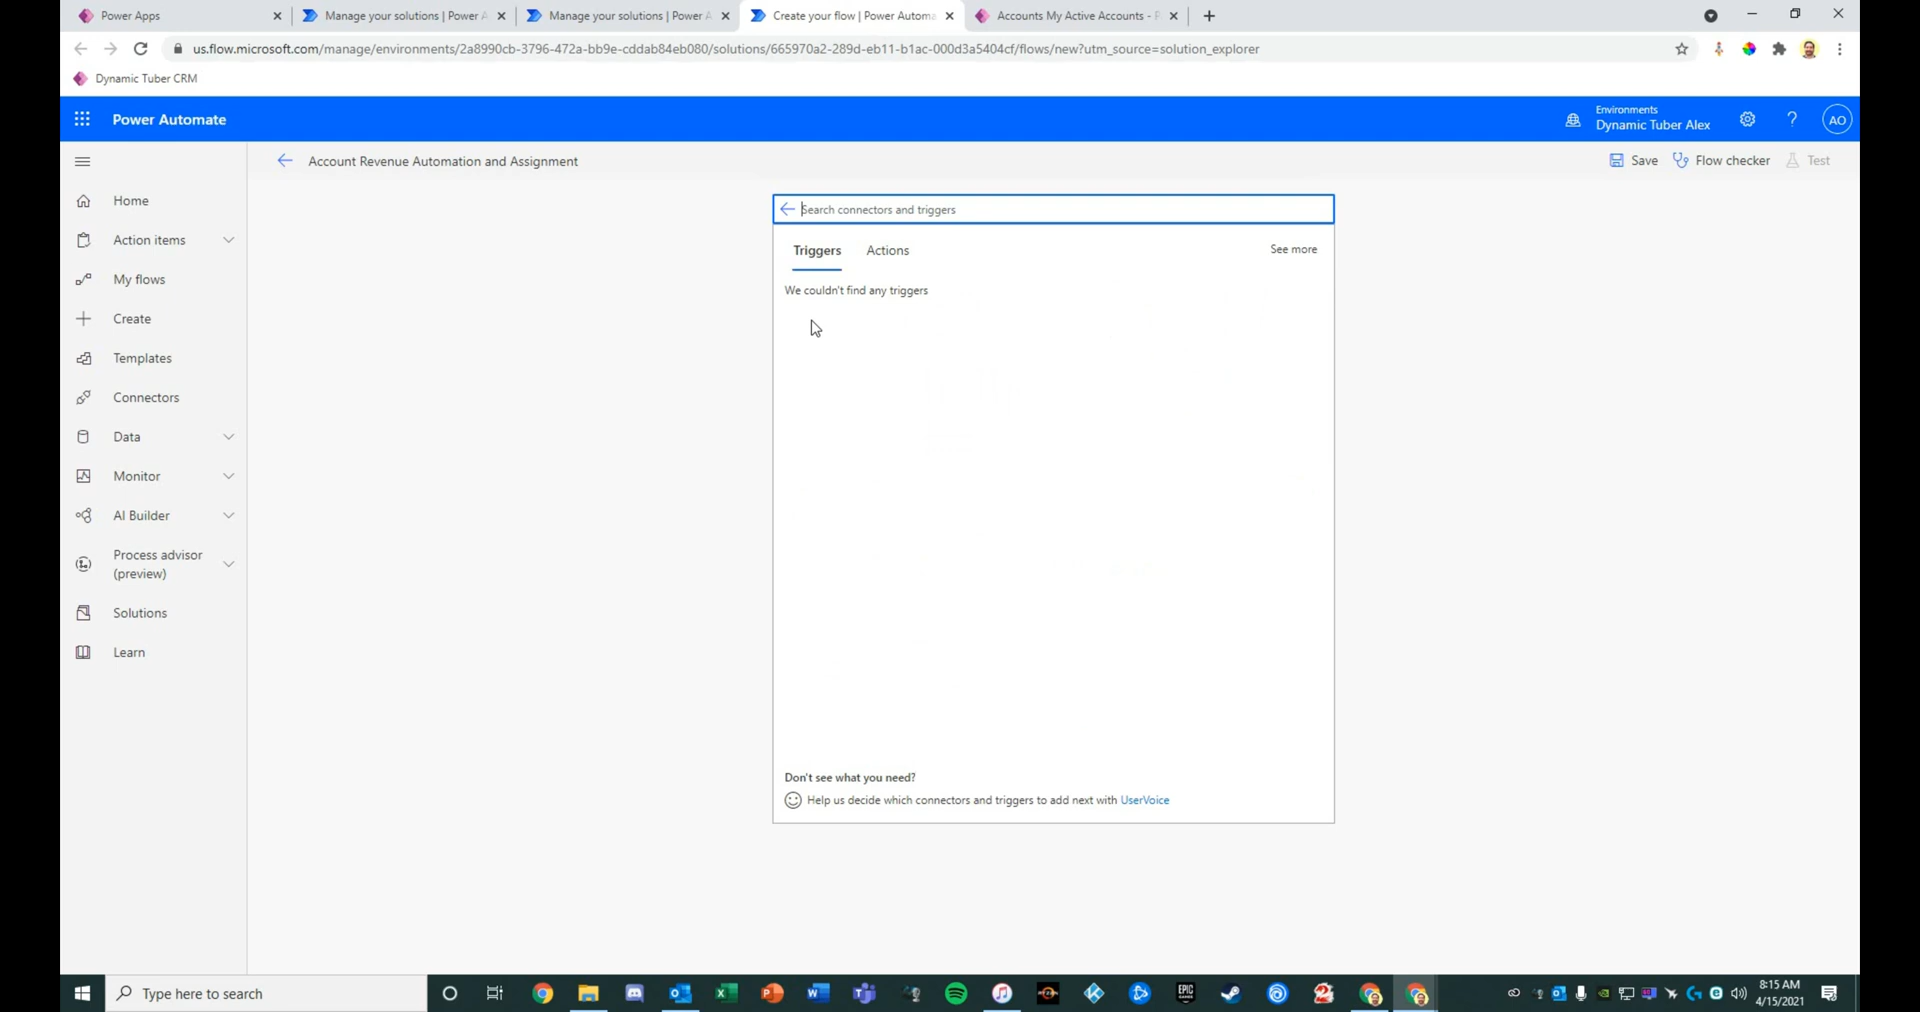 Power Apps
Manage your solutions | Power A
Manage your solutions | Power A
Create your flow | Power Automa
Accounts My Active Accounts - P
us.flow.microsoft.com/manage/environments/2a8990cb-3796-472a-bb9e-cddab84eb080/solutions/665970a2-289d-eb11-b1ac-000d3a5404cf/flows/new?utm_source=solution_explorer
Dynamic Tuber CRM
Power Automate
Environments
Dynamic Tuber Alex
AO
Account Revenue Automation and Assignment
Save
Flow checker
Test
Home
Action items
My flows
Create
Templates
Connectors
Data
Monitor
AI Builder
Process advisor
(preview)
Solutions
Learn
Search connectors and triggers
Triggers
Actions
See more
We couldn't find any triggers
Don't see what you need?
Help us decide which connectors and triggers to add next with UserVoice
Type here to search
EPIC
GAMES
8:15 AM
4/15/2021